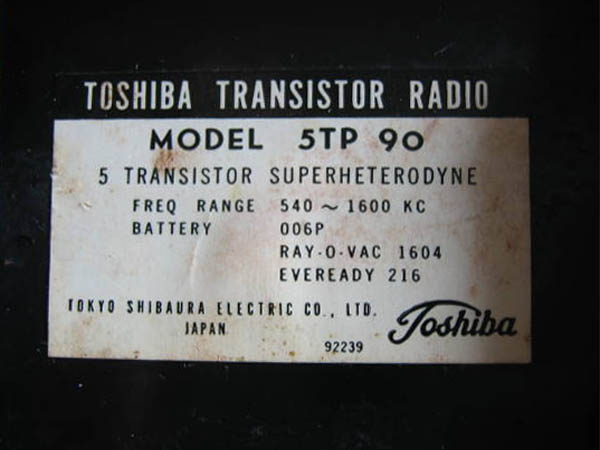 TOSHIBA TRANSISTOR RADIO
MODEL 5TP 90
5 TRANSISTOR SUPERHETERODYNE
FREQ RANGE 540 ~ 1600 KC
BATTERY 006P
RAY-O-VAC 1604
EVEREADY 216
TOKYO SHIBAURA ELECTRIC CO., LTD.
JAPAN
Toshiba
92239